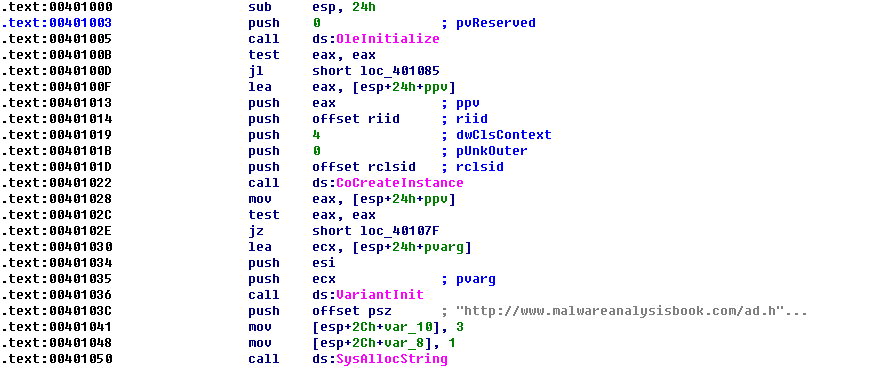 .text:00401000 sub esp, 24h
.text:00401003 push 0 ; pvReserved
.text:00401005 call ds:OleInitialize
.text:0040100B test eax, eax
.text:0040100D jl short loc_401085
.text:0040100F lea eax, [esp+24h+ppv]
.text:00401013 push eax ; ppv
.text:00401014 push offset riid ; riid
.text:00401019 push 4 ; dwClsContext
.text:0040101B push 0 ; pUnkOuter
.text:0040101D push offset rclsid ; rclsid
.text:00401022 call ds:CoCreateInstance
.text:00401028 mov eax, [esp+24h+ppv]
.text:0040102C test eax, eax
.text:0040102E jz short loc_40107F
.text:00401030 lea ecx, [esp+24h+pvarg]
.text:00401034 push esi
.text:00401035 push ecx ; pvarg
.text:00401036 call ds:VariantInit
.text:0040103C push offset psz ; "http://www.malwareanalysisbook.com/ad.h"...
.text:00401041 mov [esp+2Ch+var_10], 3
.text:00401048 mov [esp+2Ch+var_8], 1
.text:00401050 call ds:SysAllocString